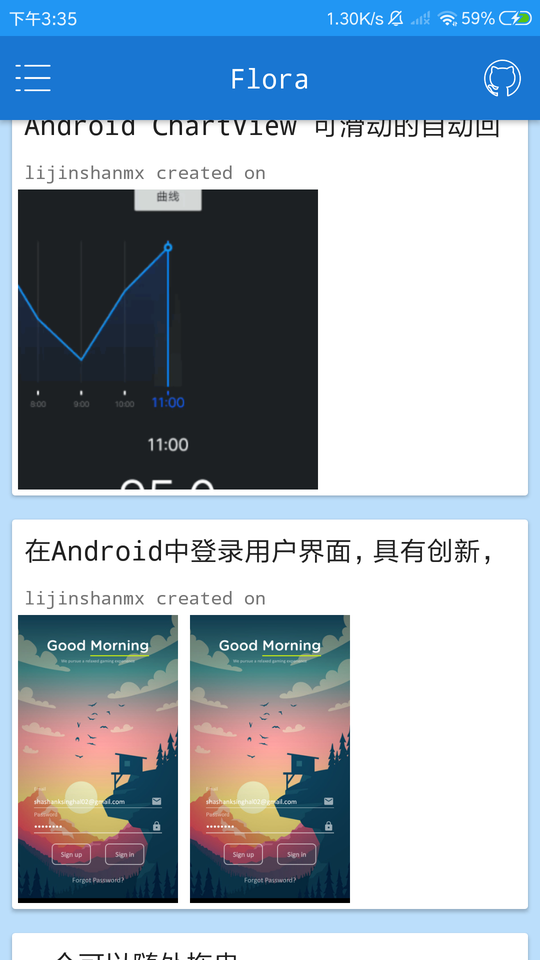 下午3:35 1.30K/s 59%
Flora
Android ChartView 可滑动的自动回
lijinshanmx created on
曲线
8:00 9:00 10:00 11:00
11:00
在Android中登录用户界面，具有创新，
lijinshanmx created on
Good Morning Good Morning
We pursue a relaxed gaming experience We pursue a relaxed gaming experience
Email Email
shashanksinghal02@gmail.com shashanksinghal02@gmail.com
Password Password
Sign up Sign in Sign up Sign in
Forgot Password? Forgot Password?